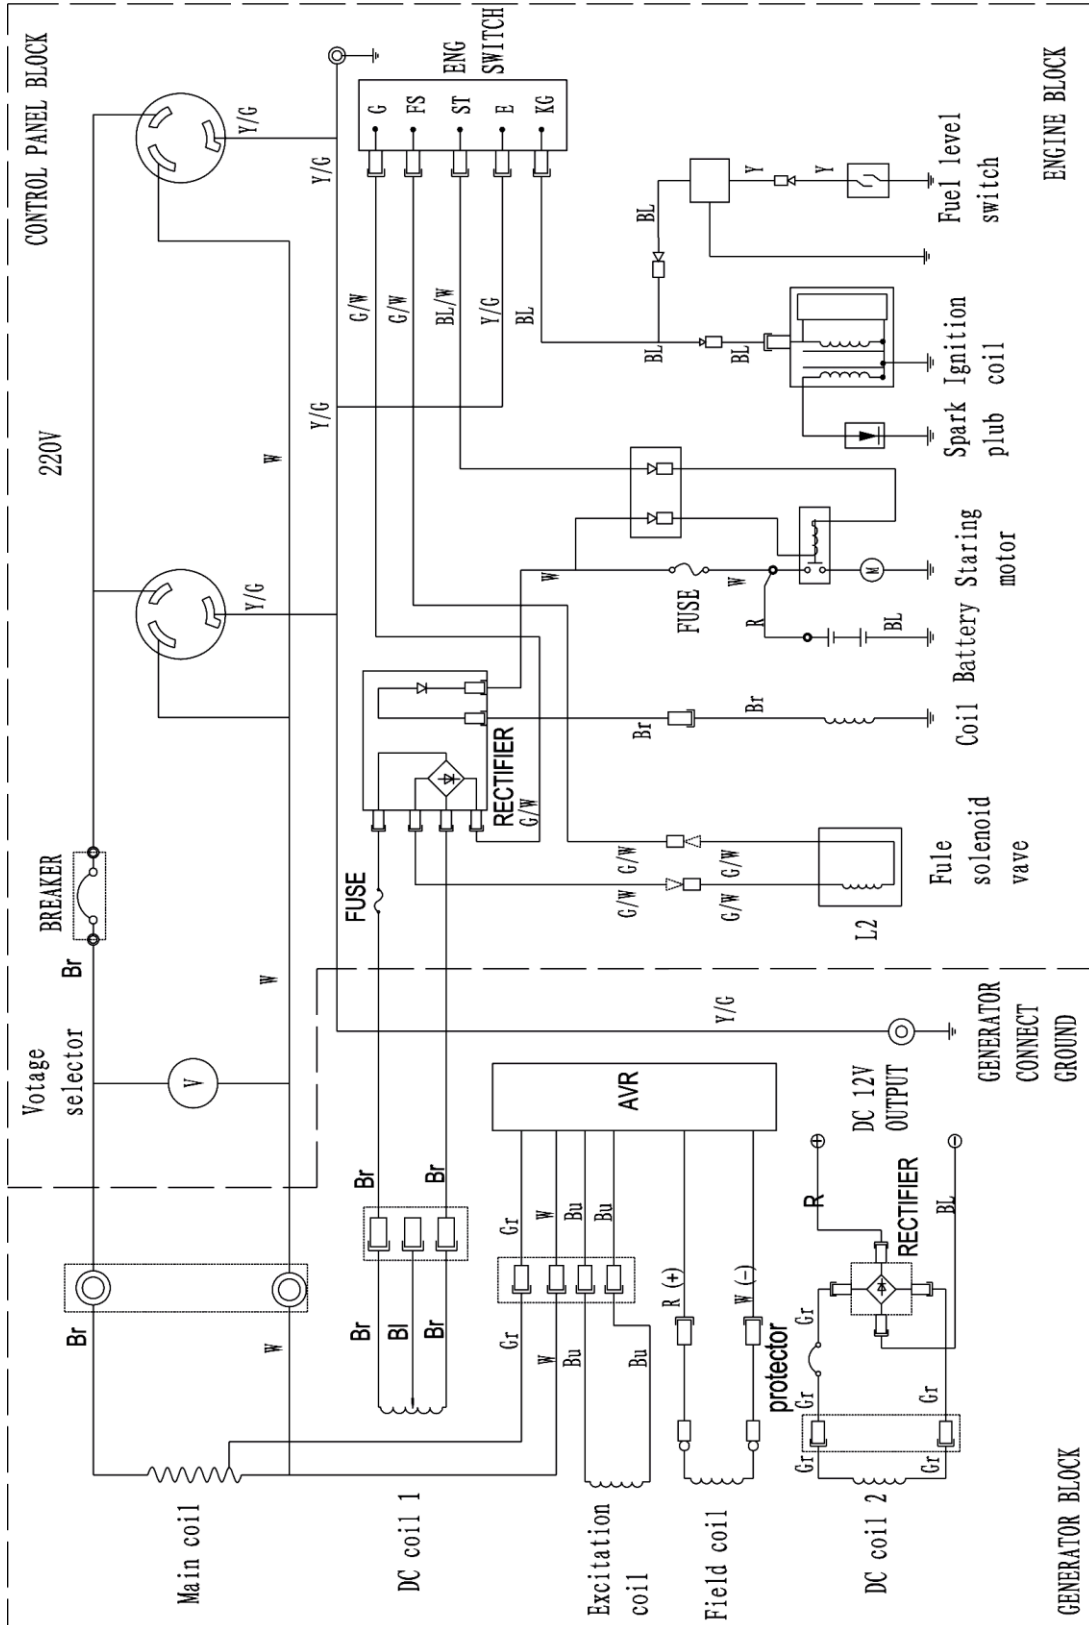 CONTROL PANEL BLOCK
220V
BREAKER
Br
Votage
selector
V
W
W
Y/G
Y/G
Y/G
Y/G
ENG
SWITCH
G
FS
ST
E
KG
G/W
G/W
BL/W
Y/G
BL
RECTIFIER
G/W
FUSE
W
FUSE
W
R
BL
M
Br
Br
BL
BL
BL
Y
Y
G/W
G/W
G/W
G/W
L2
Fule
solenoid
vave
Coil
Battery
Staring
motor
Spark
plub
Ignition
coil
Fuel level
switch
ENGINE BLOCK
Y/G
GENERATOR
CONNECT
GROUND
Br
W
Br
Br
Br
Bl
Br
AVR
Gr
W
Bu
Bu
Gr
W
Bu
Bu
R(+)
W(-)
protector
DC 12V
OUTPUT
+
-
R
BL
RECTIFIER
Gr
Gr
Gr
Gr
Gr
Main coil
DC coil 1
Excitation
coil
Field coil
DC coil 2
GENERATOR BLOCK